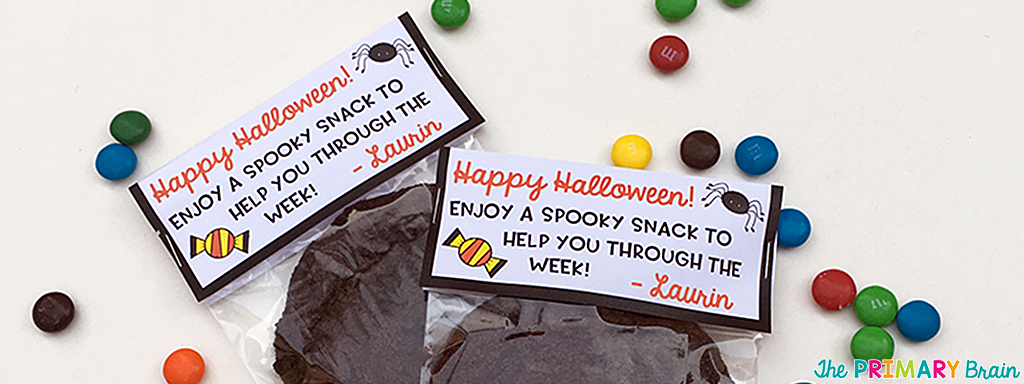 Happy Halloween!
ENJOY A SPOOKY SNACK TO
HELP YOU THROUGH THE
WEEK!
- Laurin
Happy Halloween!
ENJOY A SPOOKY SNACK TO
HELP YOU THROUGH THE
WEEK!
- Laurin
m
The PRIMARY Brain